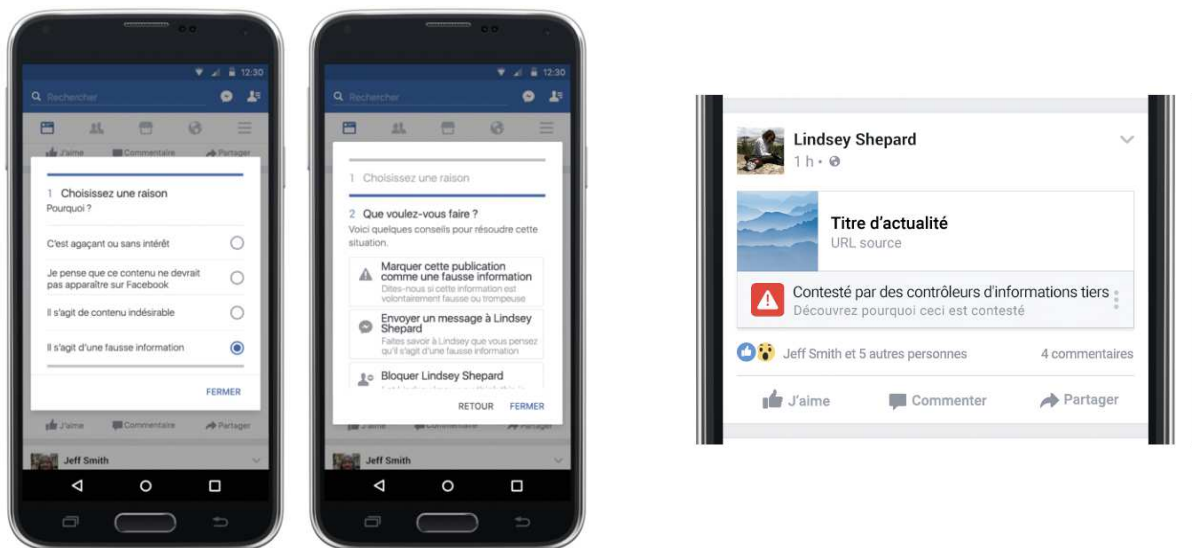 12:30
Rechercher
J'aime Commentaire Partager
1 Choisissez une raison
Pourquoi ?
C'est agaçant ou sans intérêt
Je pense que ce contenu ne devrait
pas apparaître sur Facebook
Il s'agit de contenu indésirable
Il s'agit d'une fausse information
FERMER
J'aime Commentaire Partager
Jeff Smith
12:30
Rechercher
1 Choisissez une raison
2 Que voulez-vous faire ?
Voici quelques conseils pour résoudre cette
situation.
Marquer cette publication
comme une fausse information
Dites-nous si cette information est
volontairement fausse ou trompeuse
Envoyer un message à Lindsey
Shepard
Faites savoir à Lindsey que vous pensez
qu'il s'agit d'une fausse information
Bloquer Lindsey Shepard
RETOUR FERMER
J'aime Commentaire Partager
Jeff Smith
Lindsey Shepard
1 h
Titre d'actualité
URL source
Contesté par des contrôleurs d'informations tiers
Découvrez pourquoi ceci est contesté
Jeff Smith et 5 autres personnes 4 commentaires
J'aime Commenter Partager